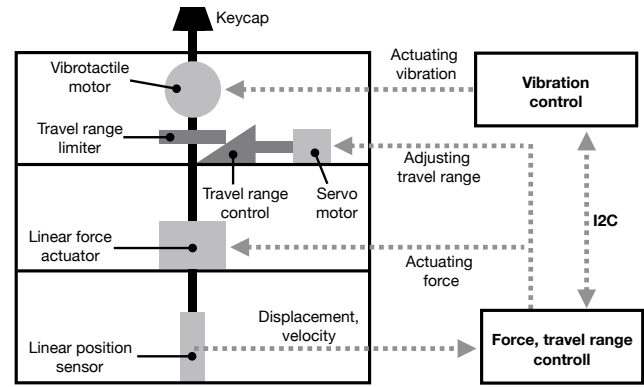 Keycap
Vibrotactile
motor
Actuating
vibration
Vibration
control
Travel range
limiter
Adjusting
travel range
Travel range
control
Servo
motor
I2C
Linear force
actuator
Actuating
force
Displacement,
velocity
Linear position
sensor
Force, travel range
controll